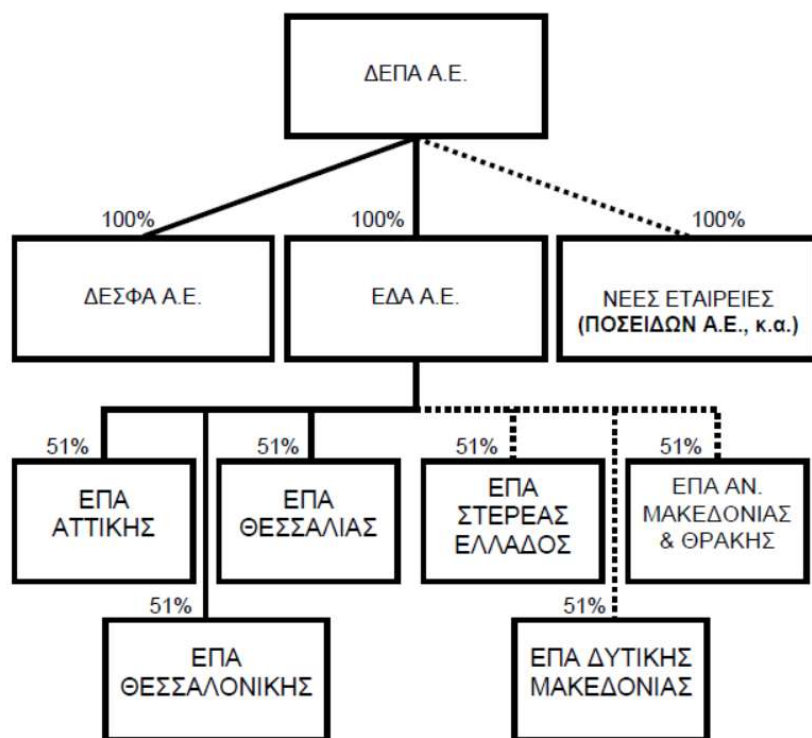 ΔΕΠΑ Α.Ε.
100%
100%
100%
ΔΕΣΦΑ Α.Ε.
ΕΔΑ Α.Ε.
ΝΕΕΣ ΕΤΑΙΡΕΙΕΣ
(ΠΟΣΕΙΔΩΝ Α.Ε., κ.α.)
51%
51%
51%
51%
ΕΠΑ
ΑΤΤΙΚΗΣ
ΕΠΑ
ΘΕΣΣΑΛΙΑΣ
ΕΠΑ
ΣΤΕΡΕΑΣ
ΕΛΛΑΔΟΣ
ΕΠΑ ΑΝ.
ΜΑΚΕΔΟΝΙΑΣ
& ΘΡΑΚΗΣ
51%
51%
ΕΠΑ
ΘΕΣΣΑΛΟΝΙΚΗΣ
ΕΠΑ ΔΥΤΙΚΗΣ
ΜΑΚΕΔΟΝΙΑΣ